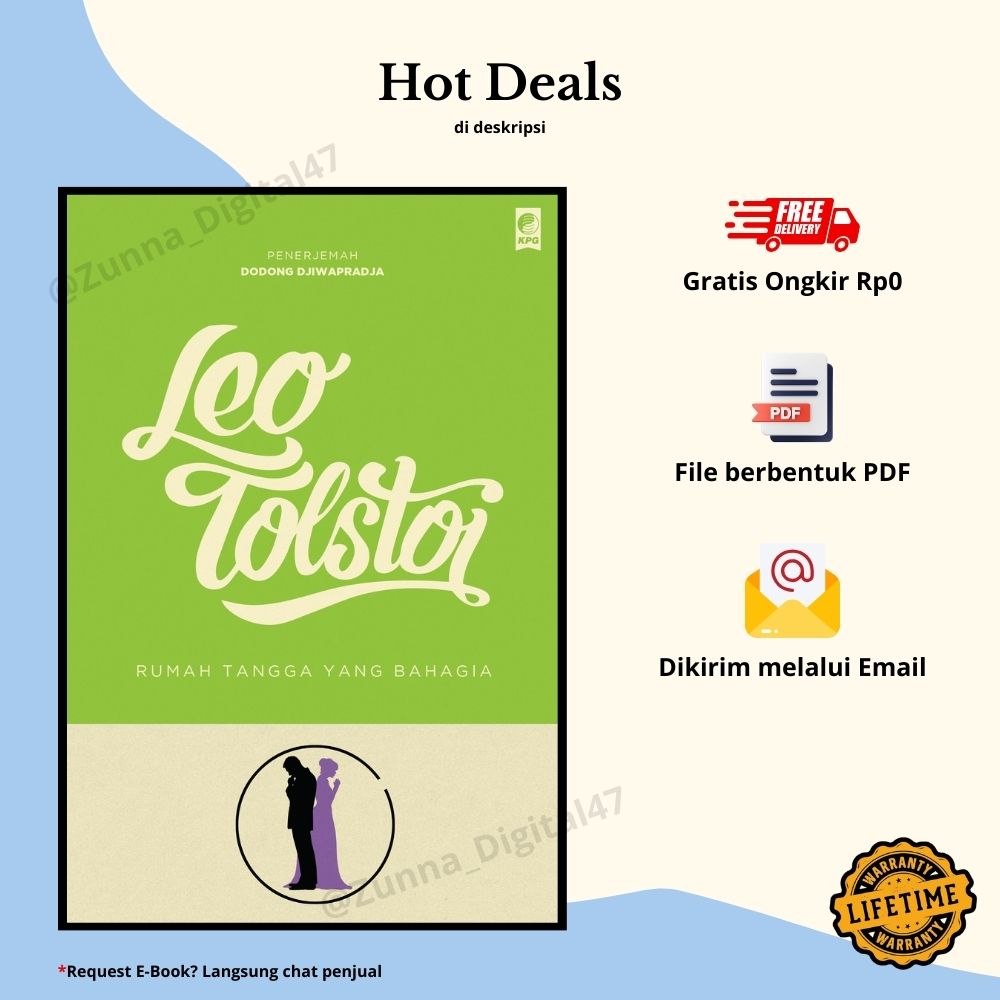 Hot Deals
di deskripsi
@Zunna_Digital47
KPG
PENERJEMAH
DODONG DJIWAPRADJA
Leo
Tolstoi
RUMAH TANGGA YANG BAHAGIA
@Zunna_Digital47
FREE
DELIVERY
Gratis Ongkir Rp0
PDF
File berbentuk PDF
@
Dikirim melalui Email
WARRANTY
LIFETIME
WARRANTY
*Request E-Book? Langsung chat penjual